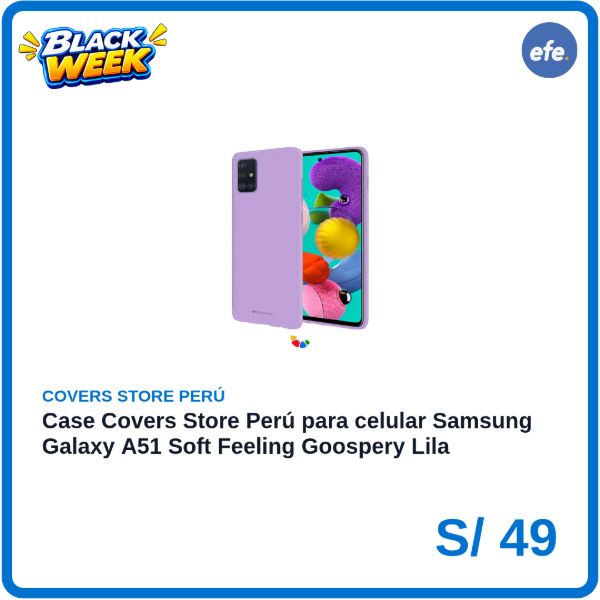 BLACK
WEEK
efe.
COVERS STORE PERÚ
Case Covers Store Perú para celular Samsung
Galaxy A51 Soft Feeling Goospery Lila
S/ 49